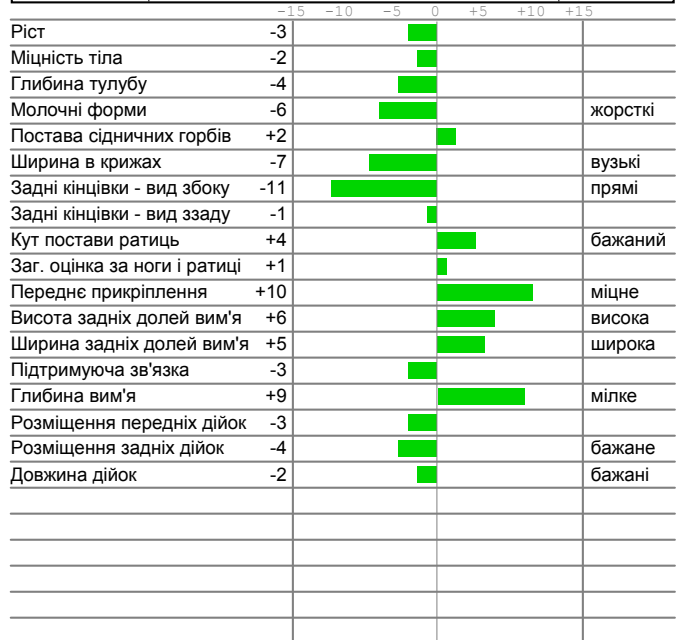 -15 -10 -5 0 +5 +10 +15
Ріст -3
Міцність тіла -2
Глибина тулубу -4
Молочні форми -6 жорсткі
Постава сідничних горбів +2
Ширина в крижах -7 вузькі
Задні кінцівки - вид збоку -11 прямі
Задні кінцівки - вид ззаду -1
Кут постави ратиць +4 бажаний
Заг. оцінка за ноги і ратиці +1
Переднє прикріплення +10 міцне
Висота задніх долей вим'я +6 висока
Ширина задніх долей вим'я +5 широка
Підтримуюча зв'язка -3
Глибина вим'я +9 мілке
Розміщення передніх дійок -3
Розміщення задніх дійок -4 бажане
Довжина дійок -2 бажані